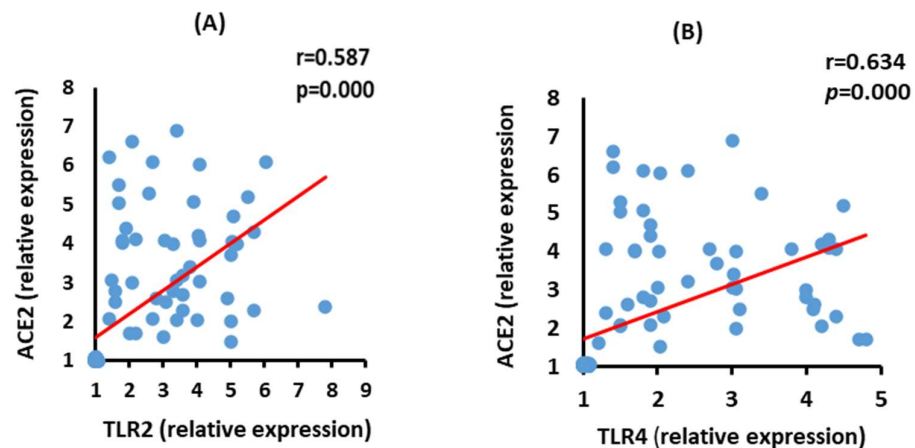 (A)
r=0.587
p=0.000
8
7
6
5
4
3
2
1
ACE2 (relative expression)
1 2 3 4 5 6 7 8 9
TLR2 (relative expression)
(B)
r=0.634
p=0.000
8
7
6
5
4
3
2
1
ACE2 (relative expression
1 2 3 4 5
TLR4 (relative expression)